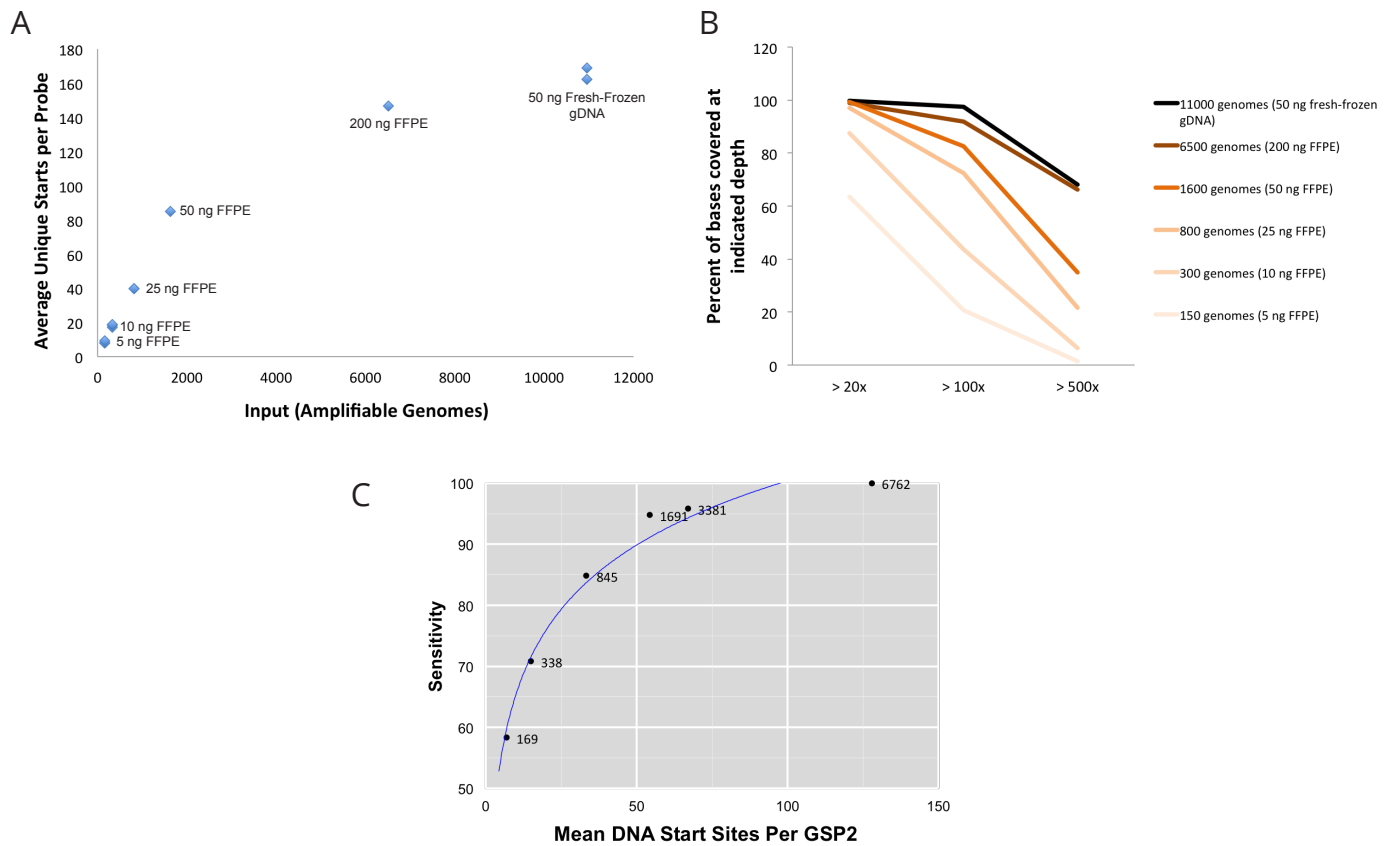 A
Average Unique Starts per Probe
180
160
140
120
100
80
60
40
20
0
50 ng Fresh-Frozen
gDNA
200 ng FFPE
50 ng FFPE
25 ng FFPE
10 ng FFPE
5 ng FFPE
0
2000
4000
6000
8000
10000
12000
Input (Amplifiable Genomes)
B
Percent of bases covered at
indicated depth
120
100
80
60
40
20
0
> 20x
> 100x
> 500x
11000 genomes (50 ng fresh-frozen
gDNA)
6500 genomes (200 ng FFPE)
1600 genomes (50 ng FFPE)
800 genomes (25 ng FFPE)
300 genomes (10 ng FFPE)
150 genomes (5 ng FFPE)
C
Sensitivity
100
90
80
70
60
50
6762
3381
1691
845
338
169
0
50
100
150
Mean DNA Start Sites Per GSP2